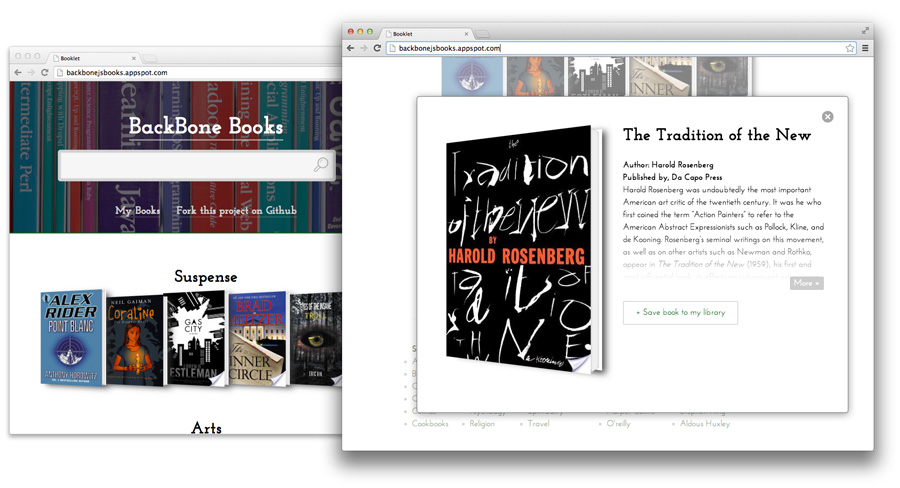 Booklet
backbonejsbooks.appspot.com
BackBone Books
My Books
Fork this project on Github
Suspense
ALEX
RIDER
POINT BLANC
ANTHONY HOROWITZ
NEIL GAIMAN
Coraline
GAS
CITY
ESTLEMAN
BRAD
The
INNER
CIRCLE
Arts
Booklet
backbonejsbooks.appspot.com
INNER
the
Tradition
of the new
BY
HAROLD ROSENBERG
The Tradition of the New
Author: Harold Rosenberg
Published by, Da Capo Press
Harold Rosenberg was undoubtedly the most important
American art critic of the twentieth century. It was he who
first coined the term "Action Painters" to refer to the
American Abstract Expressionists such as Pollock, Kline, and
de Kooning. Rosenberg's seminal writings on this movement,
as well as on other artists such as Newman and Rothko,
appear in The Tradition of the New (1959), his first and
More »
+ Save book to my library
Cookbooks
Religion
Travel
O'reilly
Aldous Huxley